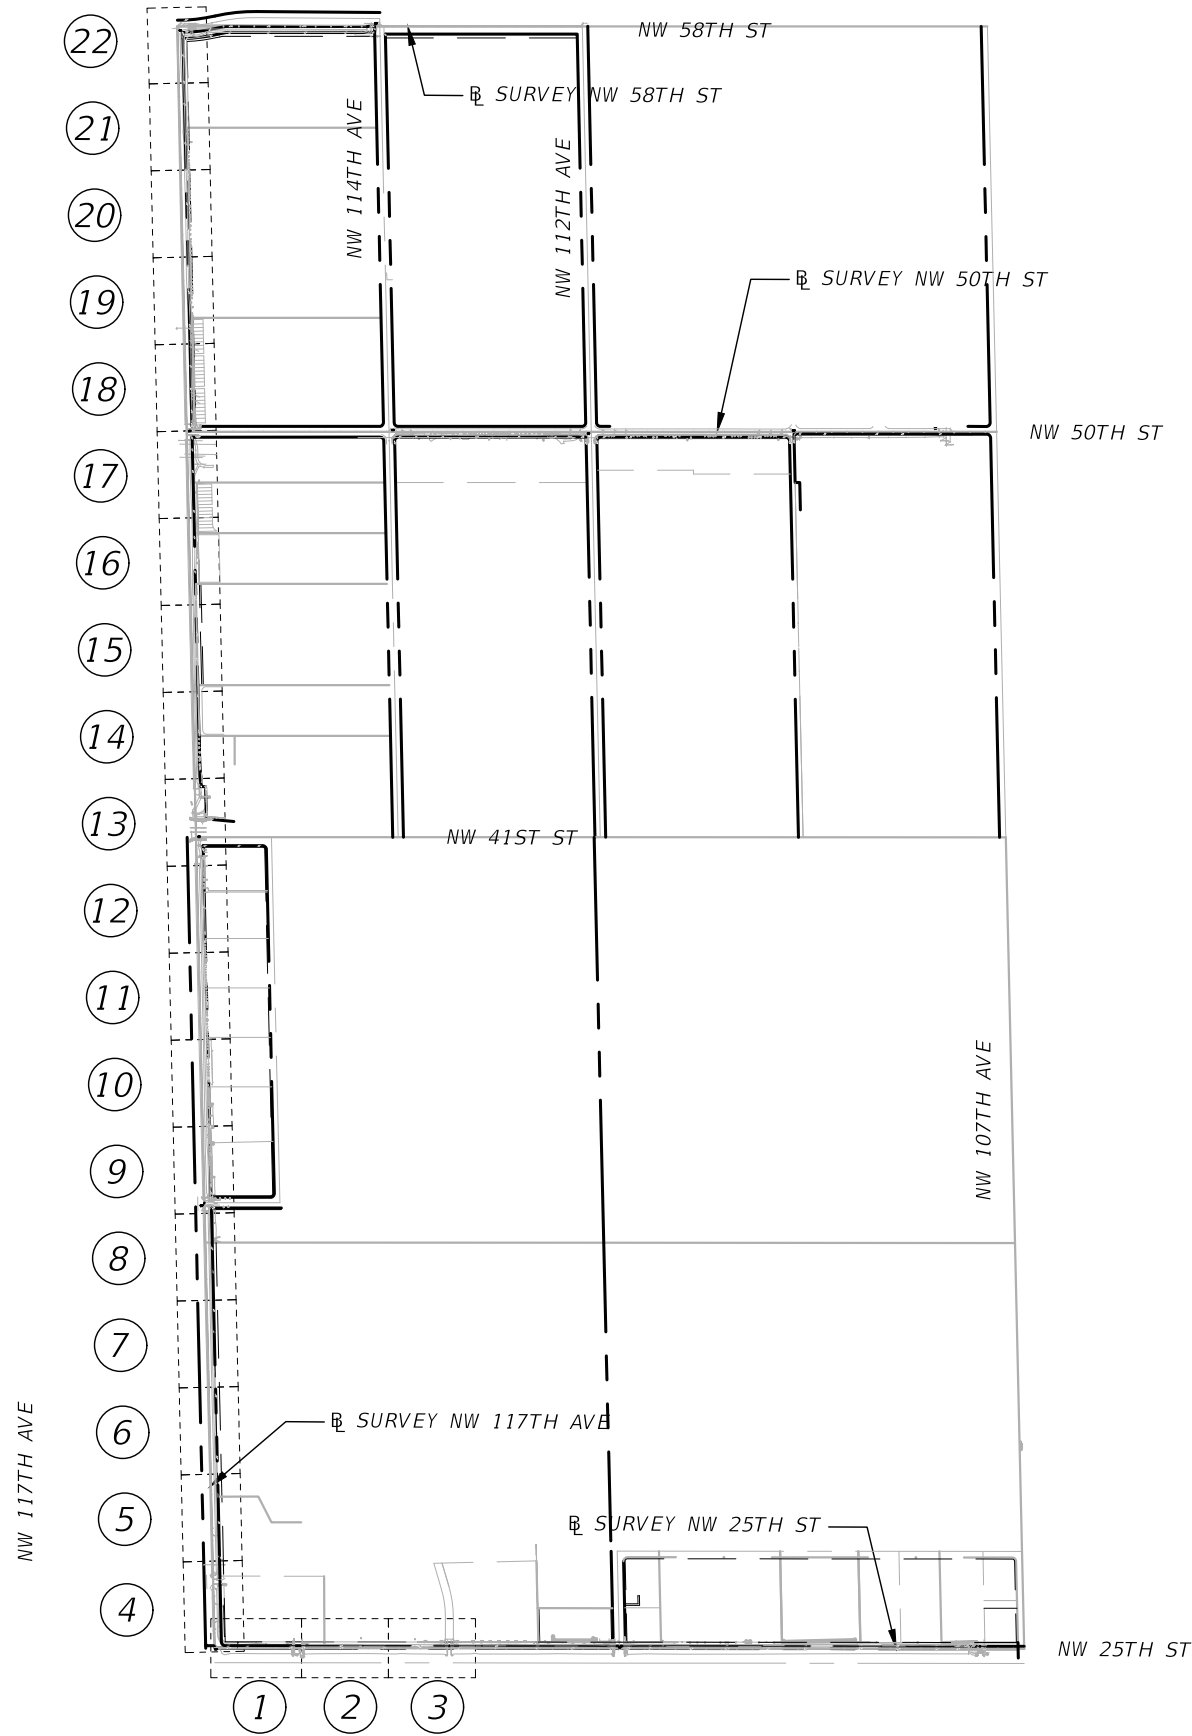 22
NW 58TH ST
℄ SURVEY NW 58TH ST
21
NW 114TH AVE
NW 112TH AVE
20
℄ SURVEY NW 50TH ST
19
18
NW 50TH ST
17
16
15
14
13
NW 41ST ST
12
11
10
NW 107TH AVE
9
8
7
6
℄ SURVEY NW 117TH AVE
NW 117TH AVE
5
℄ SURVEY NW 25TH ST
4
NW 25TH ST
1
2
3